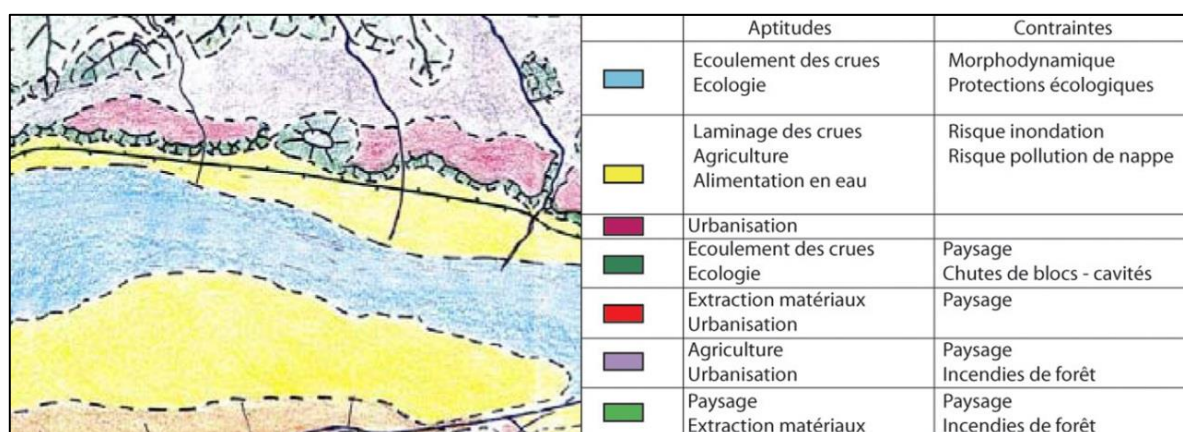 Aptitudes Contraintes
Ecoulement des crues Morphodynamique
Ecologie Protections écologiques
Laminage des crues Risque inondation
Agriculture Risque pollution de nappe
Alimentation en eau
Urbanisation
Ecoulement des crues Paysage
Ecologie Chutes de blocs - cavités
Extraction matériaux Paysage
Urbanisation
Agriculture Paysage
Urbanisation Incendies de forêt
Paysage Paysage
Extraction matériaux Incendies de forêt